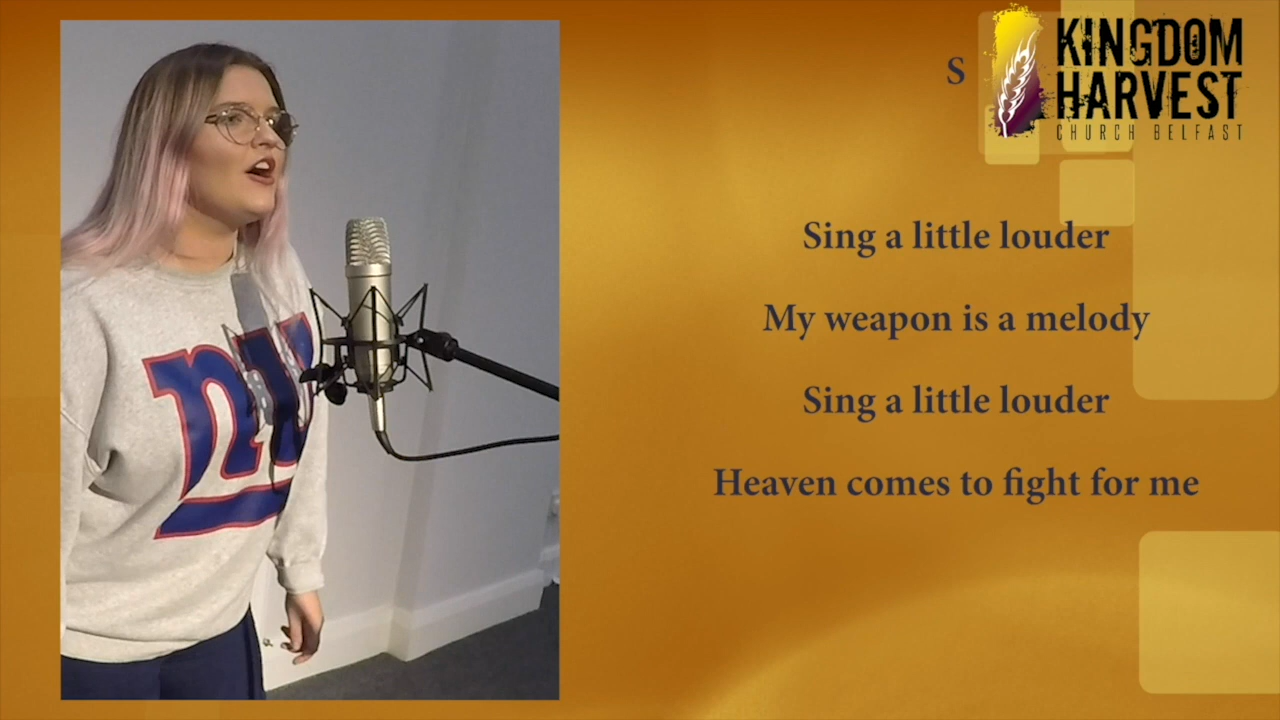 S
KINGDOM
HARVEST
CHURCH BELFAST
Sing a little louder
My weapon is a melody
Sing a little louder
Heaven comes to fight for me
ny